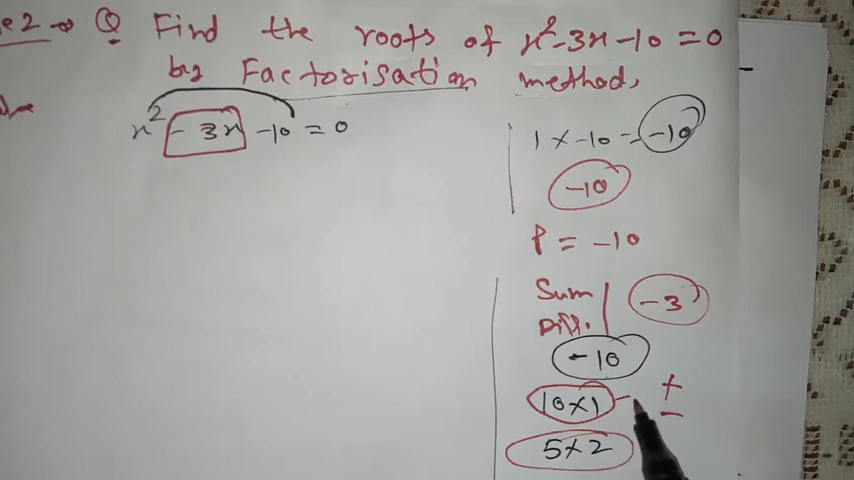 e 2 → Q Find the roots of x² - 3x - 10 = 0
by Factorisation method,
x² - 3x - 10 = 0
1 × -10 = -10
-10
P = -10
Sum
Diff. | -3
-10
10×1 - +
-
5×2